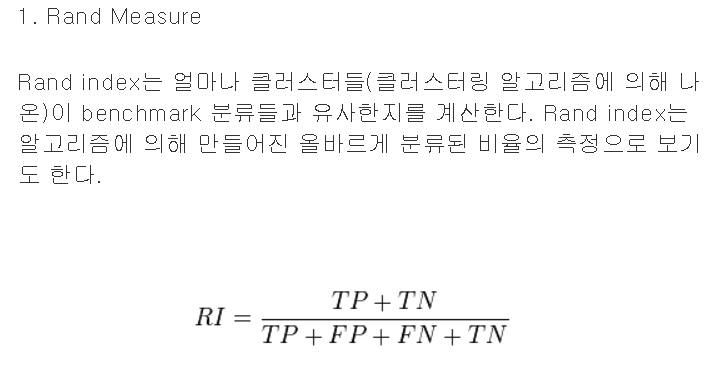 1. Rand Measure
Rand index는 얼마나 클러스터들(클러스터링 알고리즘에 의해 나
온)이 benchmark 분류들과 유사한지를 계산한다. Rand index는
알고리즘에 의해 만들어진 올바르게 분류된 비율의 측정으로 보기
도 한다.
RI = \frac{TP + TN}{TP + FP + FN + TN}